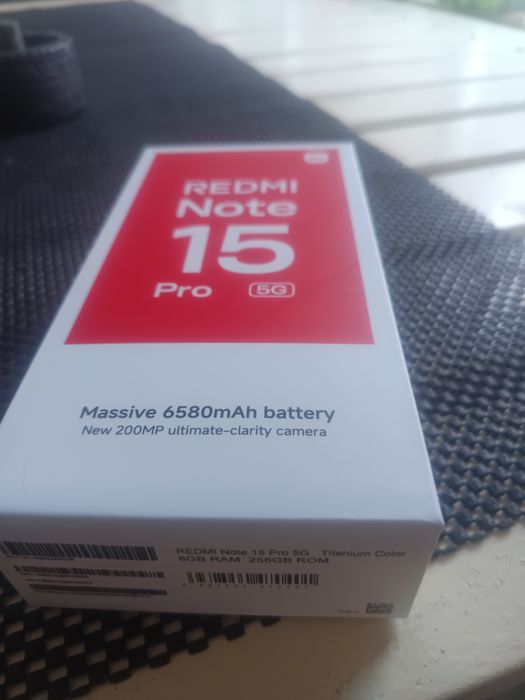 REDMI
Note
15
Pro 5G
Massive 6580mAh battery
New 200MP ultimate-clarity camera
REDMI Note 15 Pro 5G Titanium Color
8GB RAM 256GB ROM